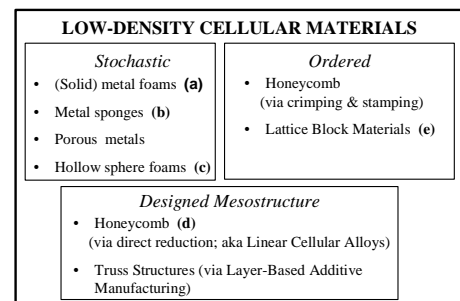 LOW-DENSITY CELLULAR MATERIALS
Stochastic
• (Solid) metal foams (a)
• Metal sponges (b)
• Porous metals
• Hollow sphere foams (c)
Ordered
• Honeycomb
(via crimping & stamping)
• Lattice Block Materials (e)
Designed Mesostructure
• Honeycomb (d)
(via direct reduction; aka Linear Cellular Alloys)
• Truss Structures (via Layer-Based Additive
Manufacturing)